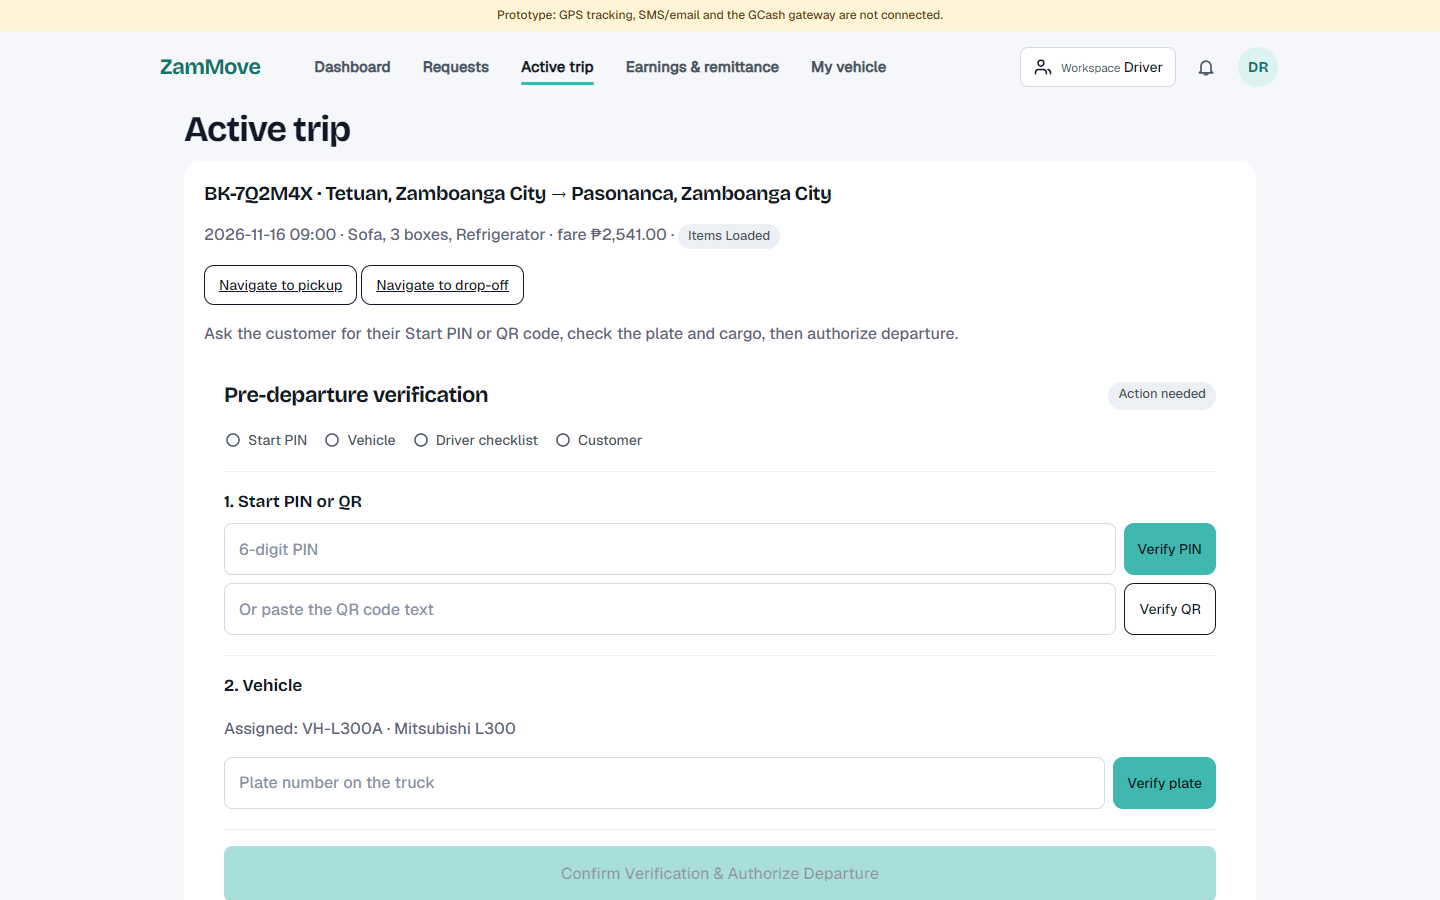 Prototype: GPS tracking, SMS/email and the GCash gateway are not connected.
ZamMove
Dashboard
Requests
Active trip
Earnings & remittance
My vehicle
Workspace Driver
DR
Active trip
BK-7Q2M4X · Tetuan, Zamboanga City → Pasonanca, Zamboanga City
2026-11-16 09:00 · Sofa, 3 boxes, Refrigerator · fare ₱2,541.00 · Items Loaded
Navigate to pickup
Navigate to drop-off
Ask the customer for their Start PIN or QR code, check the plate and cargo, then authorize departure.
Pre-departure verification
Action needed
Start PIN
Vehicle
Driver checklist
Customer
1. Start PIN or QR
6-digit PIN
Verify PIN
Or paste the QR code text
Verify QR
2. Vehicle
Assigned: VH-L300A · Mitsubishi L300
Plate number on the truck
Verify plate
Confirm Verification & Authorize Departure